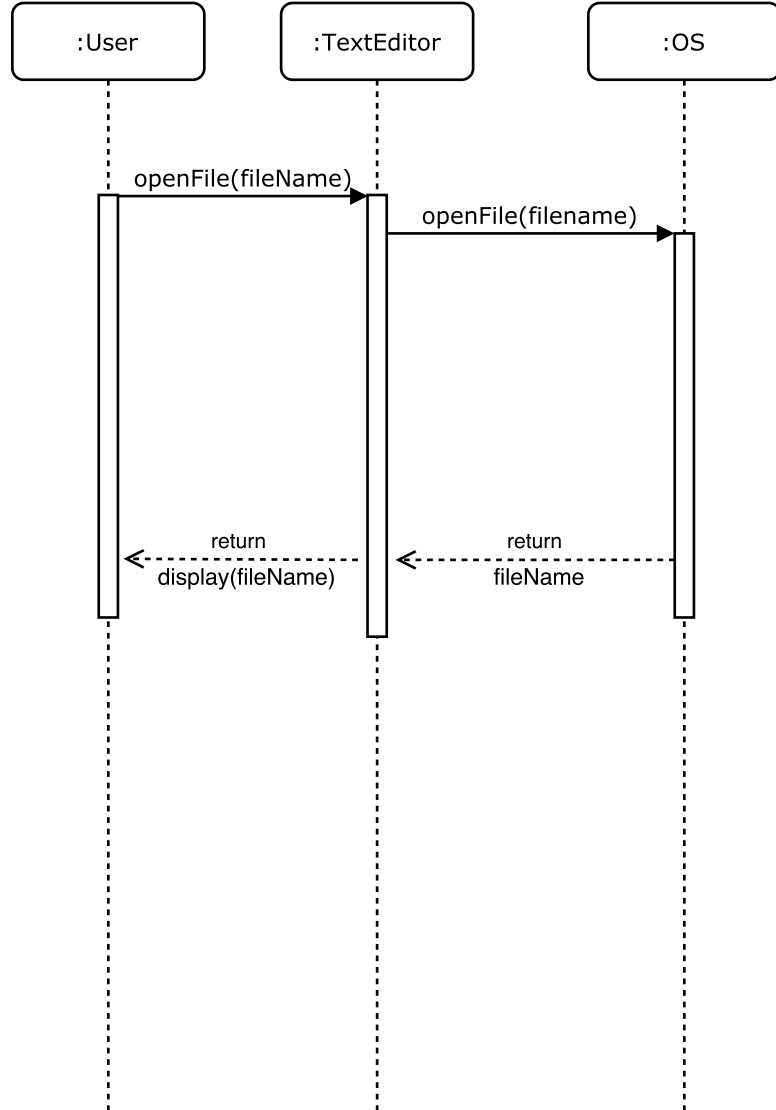 :User
:TextEditor
:OS
openFile(fileName)
openFile(filename)
return
display(fileName)
return
fileName